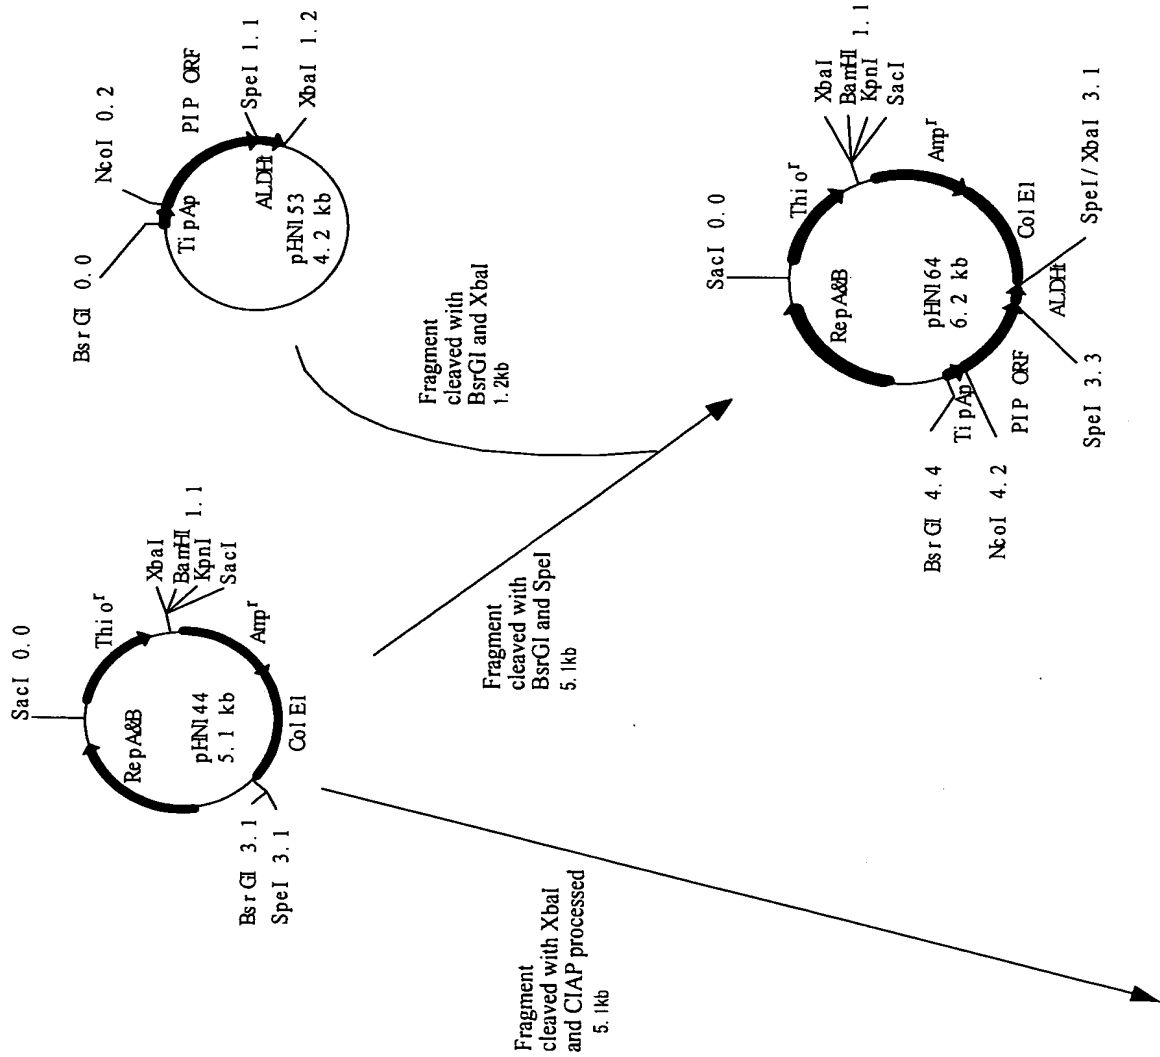 BsrGI 0.0
NcoI 0.2
TipAp
PIP ORF
SpeI 1.1
ALDHt
XbaI 1.2
pHN153
4.2 kb
Fragment
cleaved with
BsrGI and XbaI
1.2kb
SacI 0.0
Thio^r
XbaI
BamHI 1.1
KpnI
SacI
RepA&B
pHN144
5.1 kb
Amp^r
ColE1
BsrGI 3.1
SpeI 3.1
Fragment
cleaved with
BsrGI and SpeI
5.1kb
SacI 0.0
Thio^r
XbaI
BamHI 1.1
KpnI
SacI
RepA&B
pHN164
6.2 kb
Amp^r
ColE1
SpeI/XbaI 3.1
ALDHt
SpeI 3.3
PIP ORF
NcoI 4.2
TipAp
BsrGI 4.4
Fragment
cleaved with XbaI
and CIAP processed
5.1kb